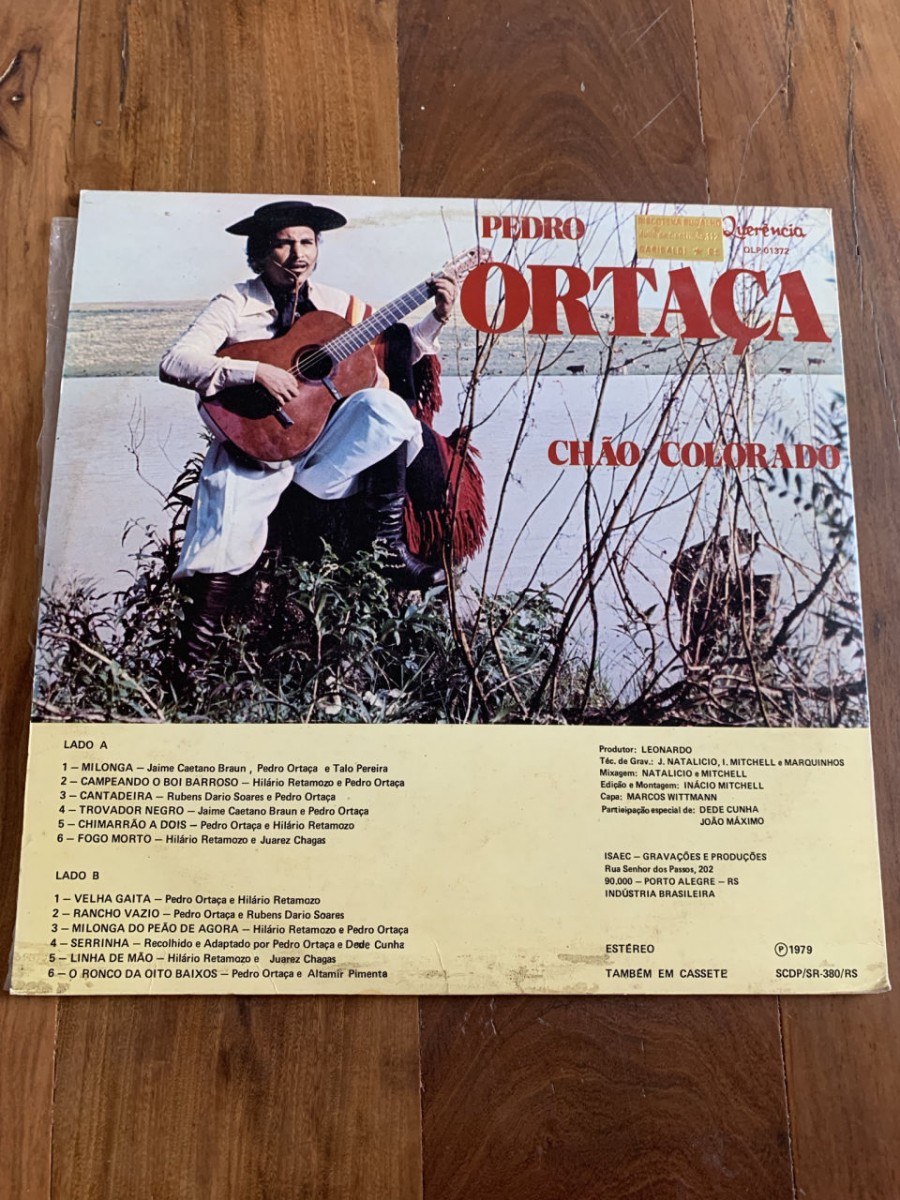 PEDRO
ORTAÇA
Querência
QLP-01372
GARIBALDI - RS
CHÃO COLORADO
LADO A
1 – MILONGA – Jaime Caetano Braun , Pedro Ortaça e Talo Pereira
2 – CAMPEANDO O BOI BARROSO – Hilário Retamozo e Pedro Ortaça
3 – CANTADEIRA – Rubens Dario Soares e Pedro Ortaça
4 – TROVADOR NEGRO – Jaime Caetano Braun e Pedro Ortaça
5 – CHIMARRÃO A DOIS – Pedro Ortaça e Hilário Retamozo
6 – FOGO MORTO – Hilário Retamozo e Juarez Chagas
LADO B
1 – VELHA GAITA – Pedro Ortaça e Hilário Retamozo
2 – RANCHO VAZIO – Pedro Ortaça e Rubens Dario Soares
3 – MILONGA DO PEÃO DE AGORA – Hilário Retamozo e Pedro Ortaça
4 – SERRINHA – Recolhido e Adaptado por Pedro Ortaça e Dede Cunha
5 – LINHA DE MÃO – Hilário Retamozo e Juarez Chagas
6 – O RONCO DA OITO BAIXOS – Pedro Ortaça e Altamir Pimenta
Produtor: LEONARDO
Téc. de Grav.: J. NATALICIO, I. MITCHELL e MARQUINHOS
Mixagem: NATALICIO e MITCHELL
Edição e Montagem: INÁCIO MITCHELL
Capa: MARCOS WITTMANN
Participação especial de: DEDE CUNHA
JOÃO MÁXIMO
ISAEC – GRAVAÇÕES E PRODUÇÕES
Rua Senhor dos Passos, 202
90.000 – PORTO ALEGRE – RS
INDÚSTRIA BRASILEIRA
ESTÉREO
Ⓟ 1979
TAMBÉM EM CASSETE
SCDP/SR-380/RS